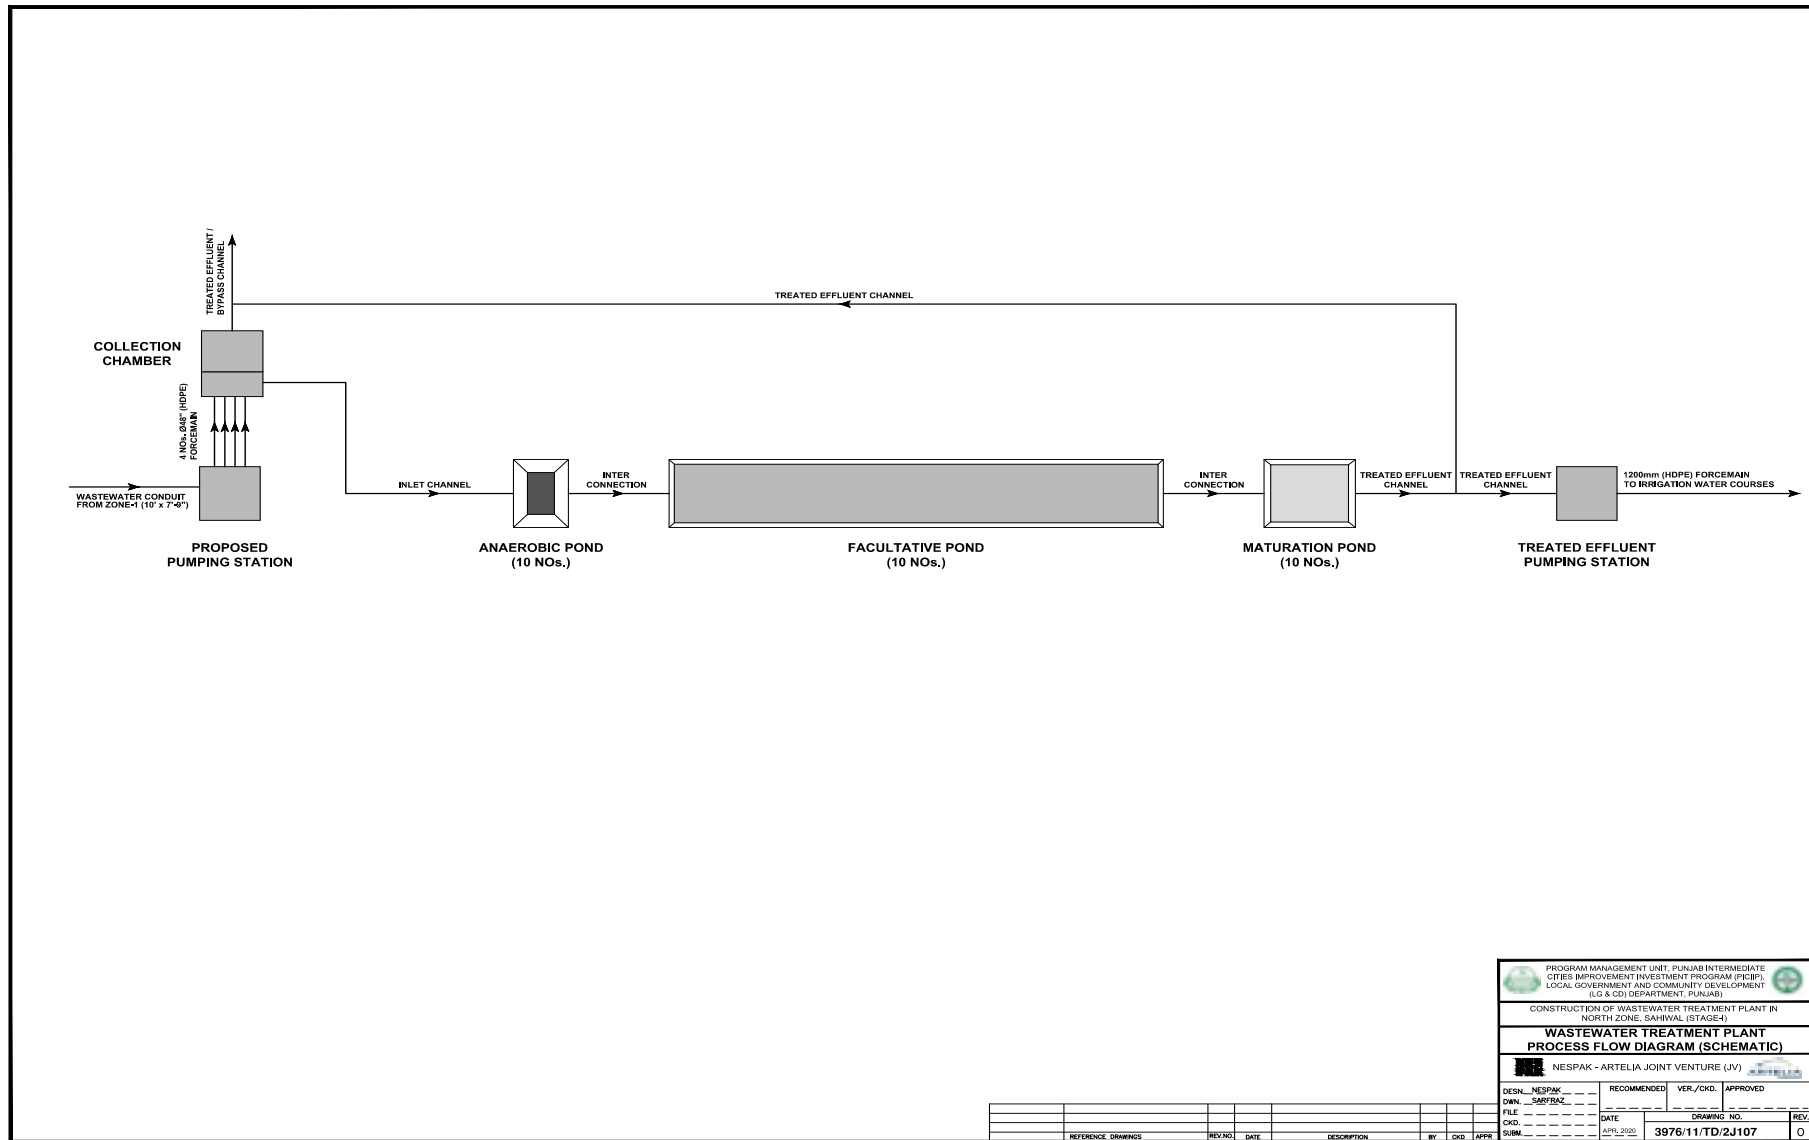 TREATED EFFLUENT /
BYPASS CHANNEL
TREATED EFFLUENT CHANNEL
COLLECTION
CHAMBER
4 NOs. Ø48" (HDPE)
FORCEMAIN
WASTEWATER CONDUIT
FROM ZONE-1 (10' x 7'-9")
INLET CHANNEL
INTER
CONNECTION
INTER
CONNECTION
TREATED EFFLUENT
CHANNEL
TREATED EFFLUENT
CHANNEL
1200mm (HDPE) FORCEMAIN
TO IRRIGATION WATER COURSES
PROPOSED
PUMPING STATION
ANAEROBIC POND
(10 NOs.)
FACULTATIVE POND
(10 NOs.)
MATURATION POND
(10 NOs.)
TREATED EFFLUENT
PUMPING STATION
PROGRAM MANAGEMENT UNIT, PUNJAB INTERMEDIATE
CITIES IMPROVEMENT INVESTMENT PROGRAM (PICIIP),
LOCAL GOVERNMENT AND COMMUNITY DEVELOPMENT
(LG & CD) DEPARTMENT, PUNJAB)
CONSTRUCTION OF WASTEWATER TREATMENT PLANT IN
NORTH ZONE, SAHIWAL (STAGE-I)
WASTEWATER TREATMENT PLANT
PROCESS FLOW DIAGRAM (SCHEMATIC)
NESPAK - ARTELIA JOINT VENTURE (JV)
DESN. NESPAK
DWN. SARFRAZ
FILE
CKD.
SUBM.
RECOMMENDED VER./CKD. APPROVED
DATE DRAWING NO. REV.
APR. 2020 3976/11/TD/2J107 0
REFERENCE DRAWINGS REV.NO. DATE DESCRIPTION BY CKD APPR